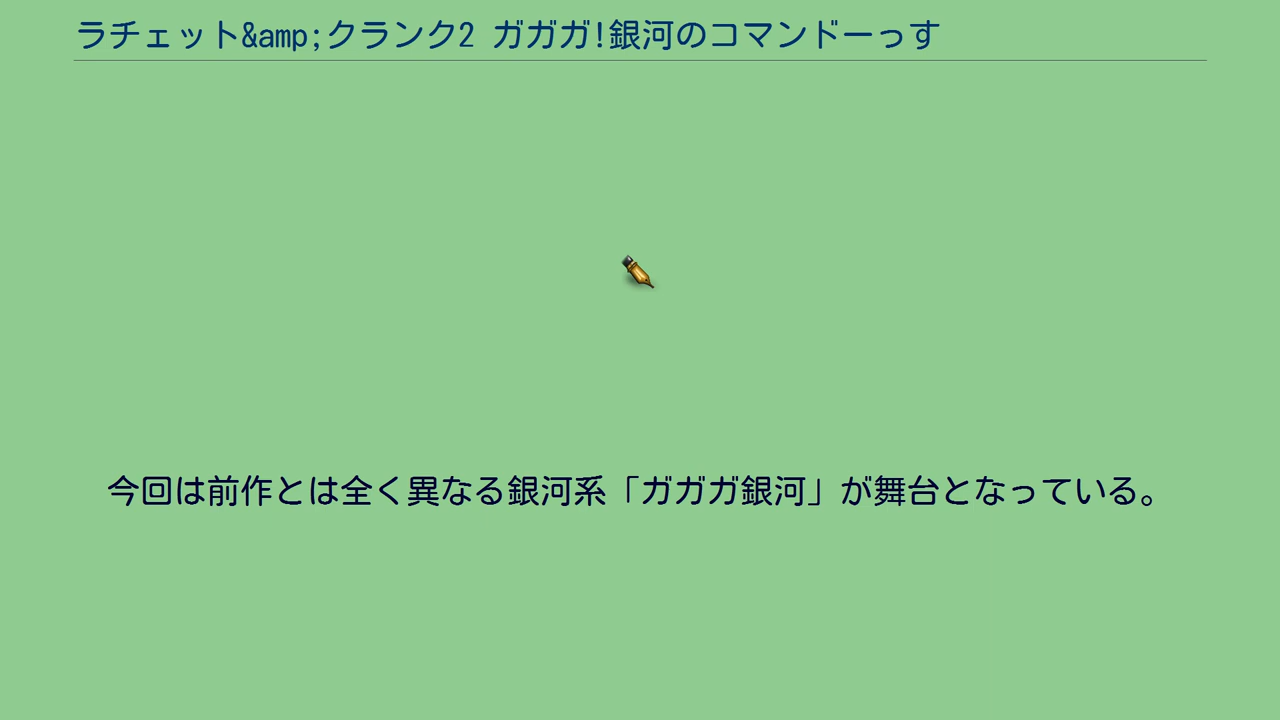 ラチェット&amp;クランク2 ガガガ!銀河のコマンドーっす
今回は前作とは全く異なる銀河系「ガガガ銀河」が舞台となっている。